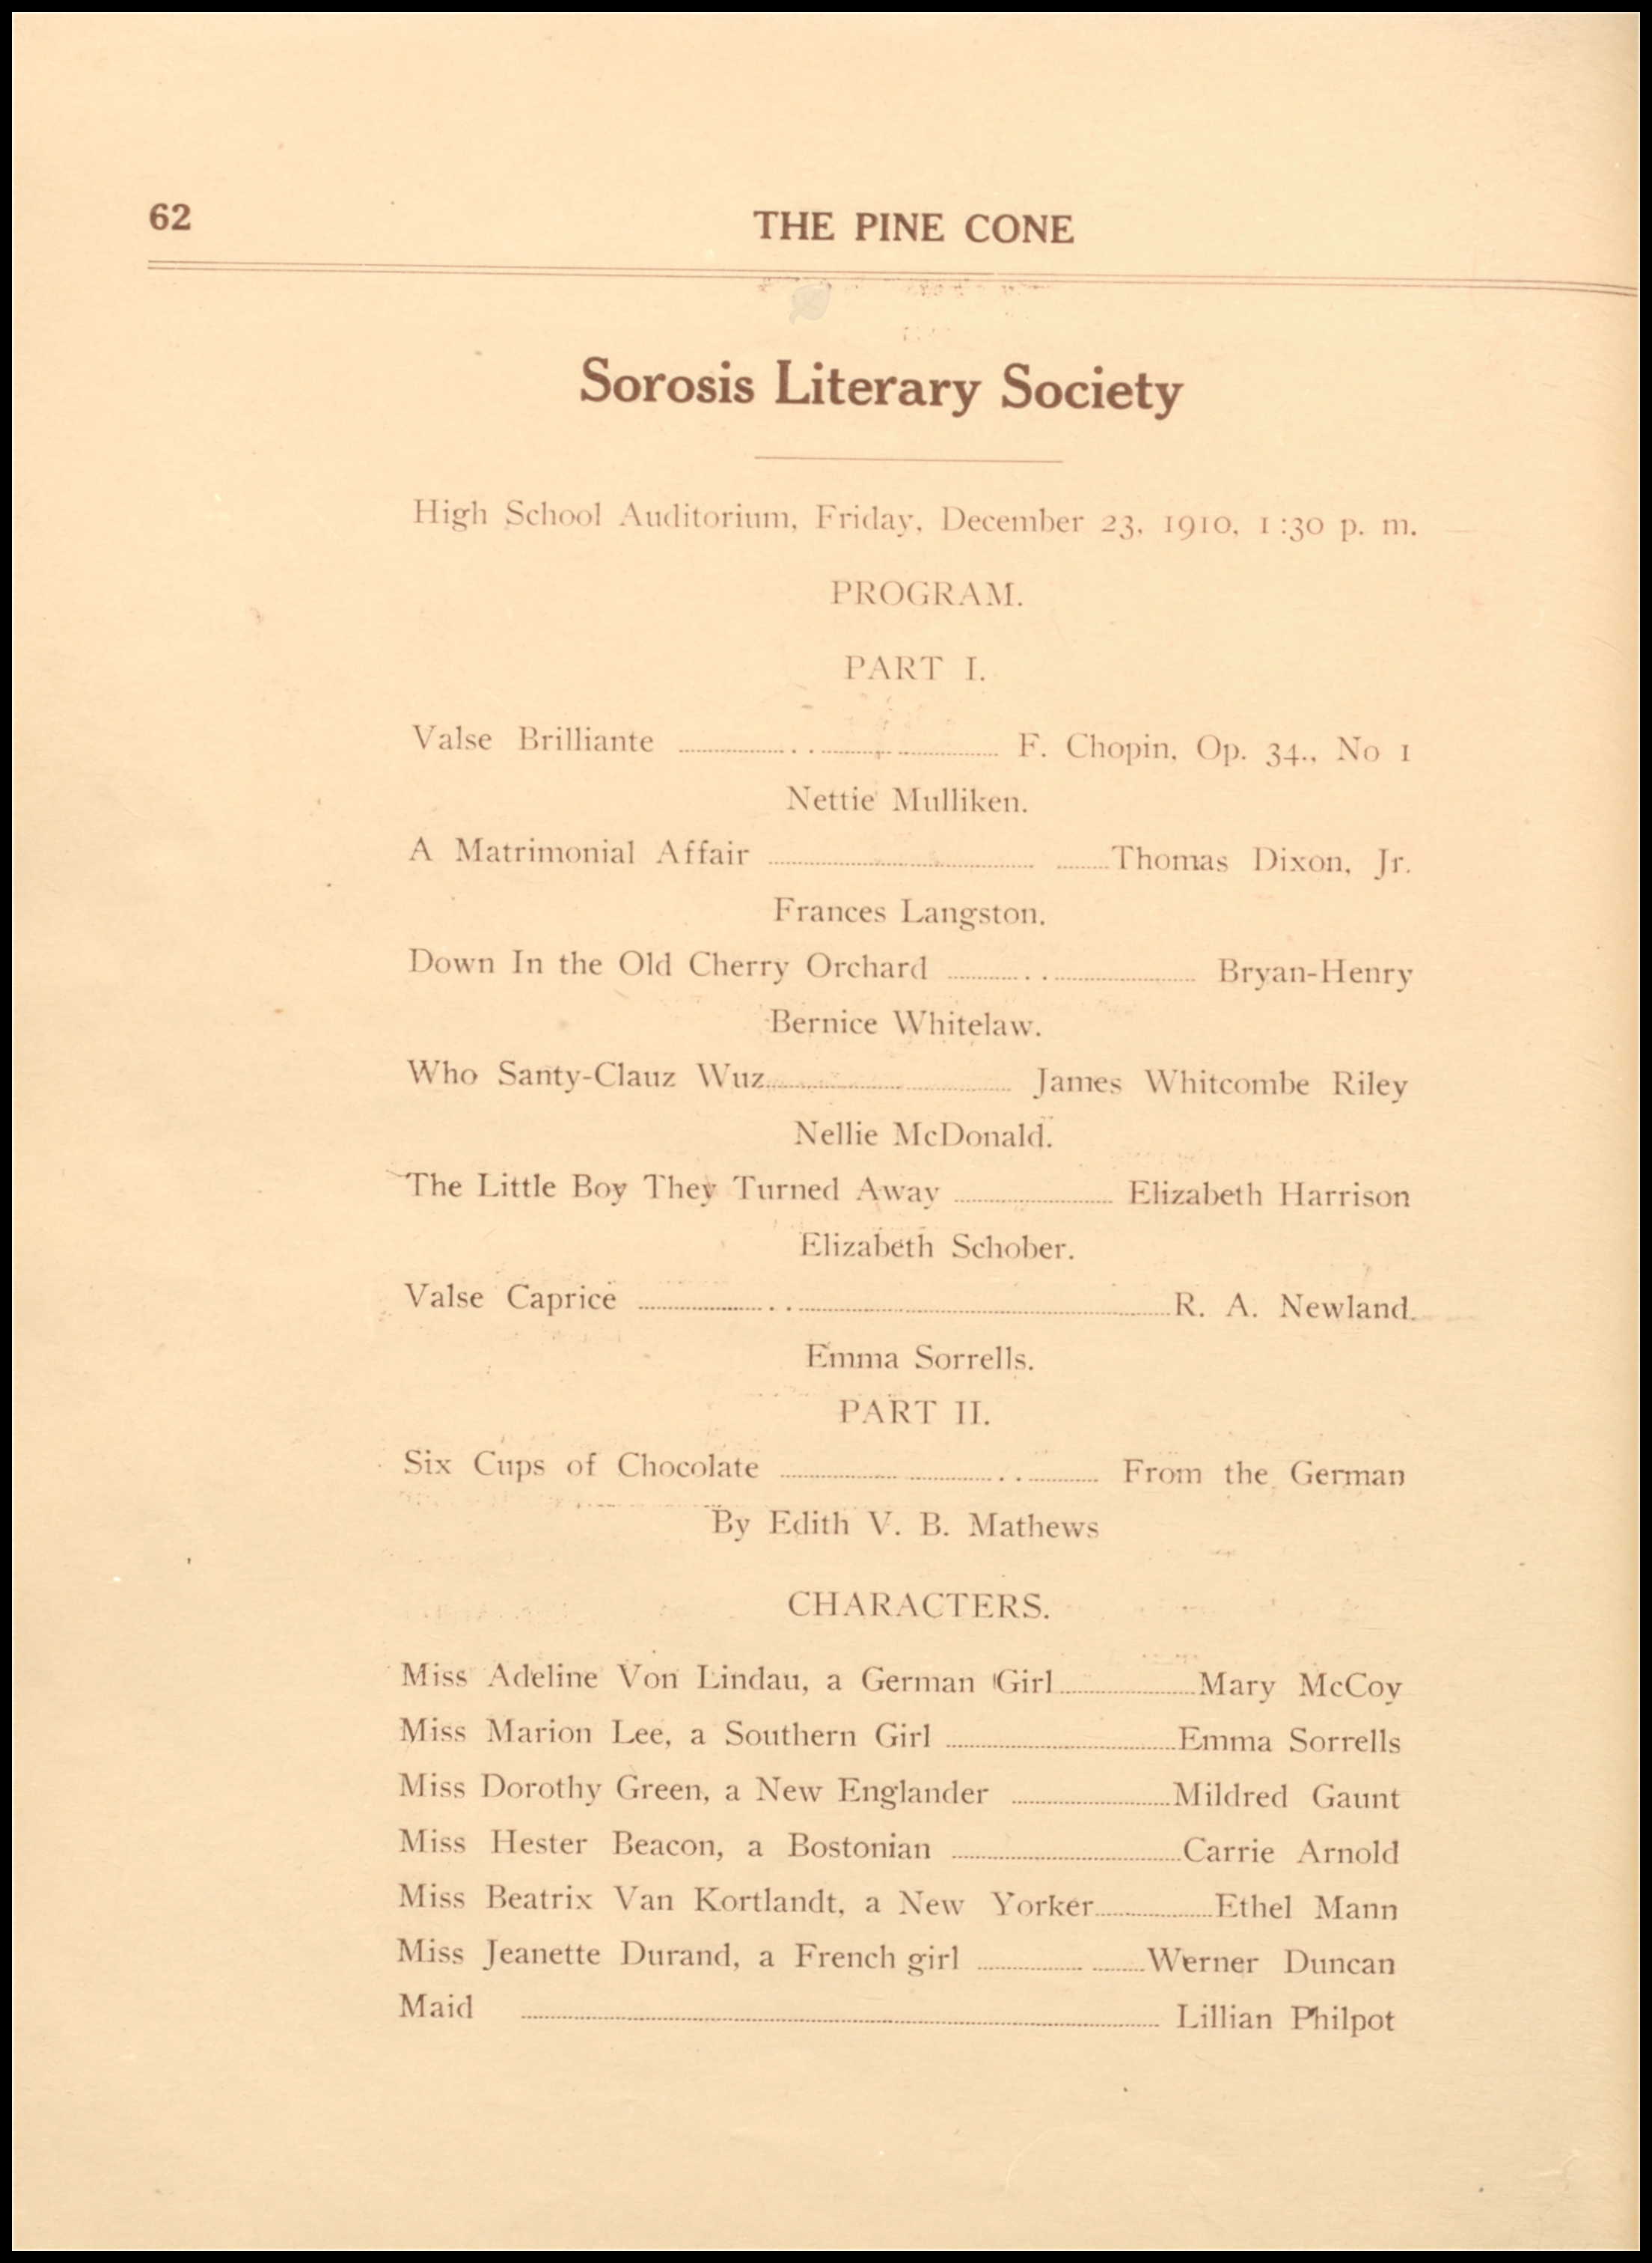 62
THE PINE CONE
Sorosis Literary Society
High School Auditorium, Friday, December 23, 1910, 1:30 p. m.
PROGRAM.
PART I.
Valse Brilliante ........ F. Chopin, Op. 34., No 1
Nettie Mulliken.
A Matrimonial Affair ........ Thomas Dixon, Jr.
Frances Langston.
Down In the Old Cherry Orchard ........ Bryan-Henry
Bernice Whitelaw.
Who Santy-Clauz Wuz ........ James Whitcombe Riley
Nellie McDonald.
The Little Boy They Turned Away ........ Elizabeth Harrison
Elizabeth Schober.
Valse Caprice ........ R. A. Newland.
Emma Sorrells.
PART II.
Six Cups of Chocolate ........ From the German
By Edith V. B. Mathews
CHARACTERS.
Miss Adeline Von Lindau, a German Girl ........ Mary McCoy
Miss Marion Lee, a Southern Girl ........ Emma Sorrells
Miss Dorothy Green, a New Englander ........ Mildred Gaunt
Miss Hester Beacon, a Bostonian ........ Carrie Arnold
Miss Beatrix Van Kortlandt, a New Yorker ........ Ethel Mann
Miss Jeanette Durand, a French girl ........ Werner Duncan
Maid ........ Lillian Philpot